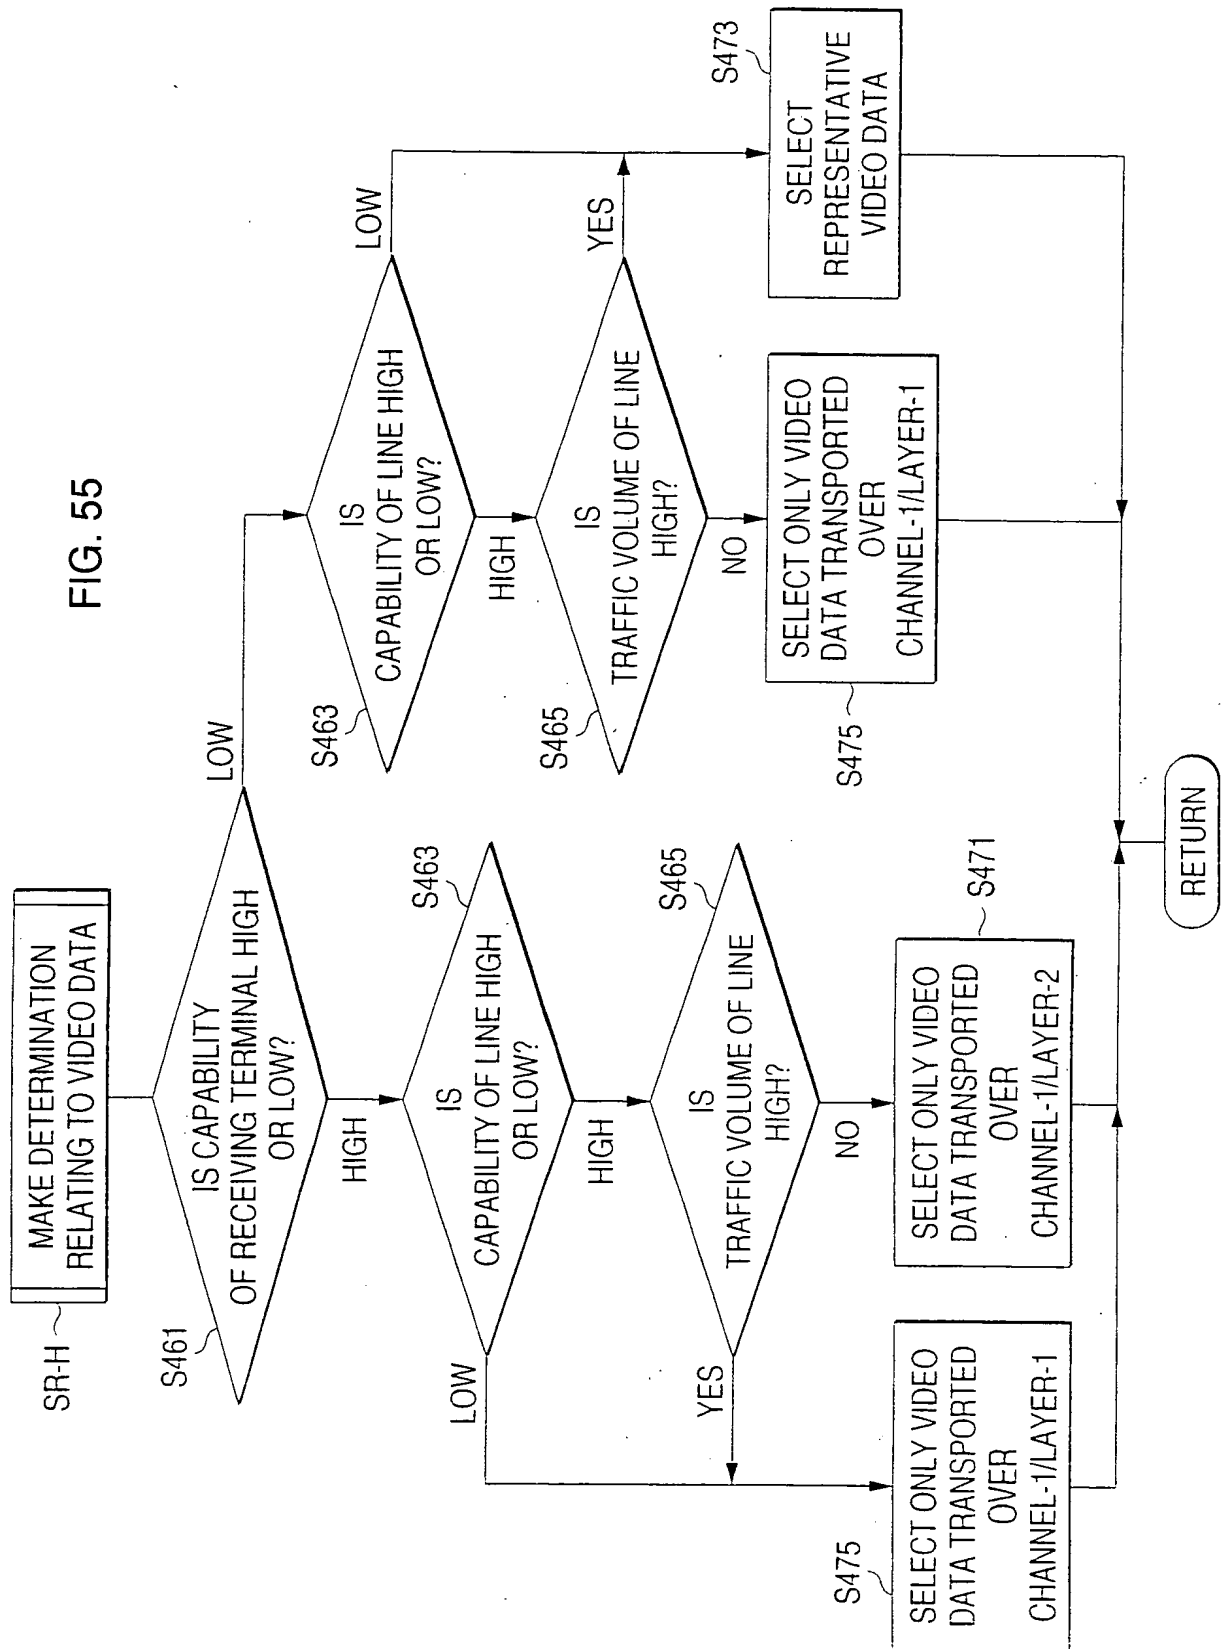 FIG. 55
SR-H
MAKE DETERMINATION
RELATING TO VIDEO DATA
S461
IS CAPABILITY
OF RECEIVING TERMINAL HIGH
OR LOW?
LOW
HIGH
S463
IS
CAPABILITY OF LINE HIGH
OR LOW?
LOW
HIGH
S465
IS
TRAFFIC VOLUME OF LINE
HIGH?
YES
NO
S475
SELECT ONLY VIDEO
DATA TRANSPORTED
OVER
CHANNEL-1/LAYER-1
S471
SELECT ONLY VIDEO
DATA TRANSPORTED
OVER
CHANNEL-1/LAYER-2
S463
IS
CAPABILITY OF LINE HIGH
OR LOW?
LOW
HIGH
S465
IS
TRAFFIC VOLUME OF LINE
HIGH?
YES
NO
S475
SELECT ONLY VIDEO
DATA TRANSPORTED
OVER
CHANNEL-1/LAYER-1
S473
SELECT
REPRESENTATIVE
VIDEO DATA
RETURN